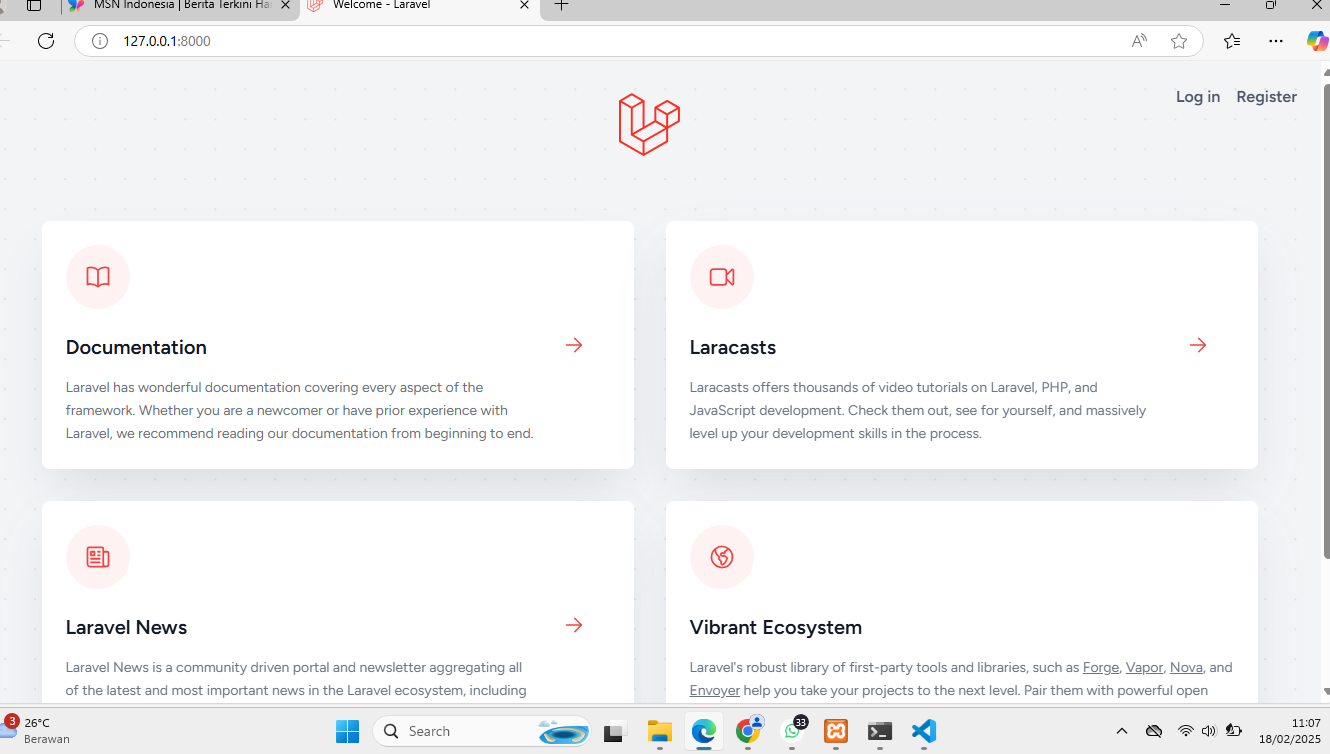 MSN Indonesia | Berita Terkini Ha
Welcome - Laravel
127.0.0.1:8000
Log in Register
Documentation
Laravel has wonderful documentation covering every aspect of the
framework. Whether you are a newcomer or have prior experience with
Laravel, we recommend reading our documentation from beginning to end.
Laracasts
Laracasts offers thousands of video tutorials on Laravel, PHP, and
JavaScript development. Check them out, see for yourself, and massively
level up your development skills in the process.
Laravel News
Laravel News is a community driven portal and newsletter aggregating all
of the latest and most important news in the Laravel ecosystem, including
Vibrant Ecosystem
Laravel's robust library of first-party tools and libraries, such as Forge, Vapor, Nova, and
Envoyer help you take your projects to the next level. Pair them with powerful open
3
26°C
Berawan
Search
33
11:07
18/02/2025